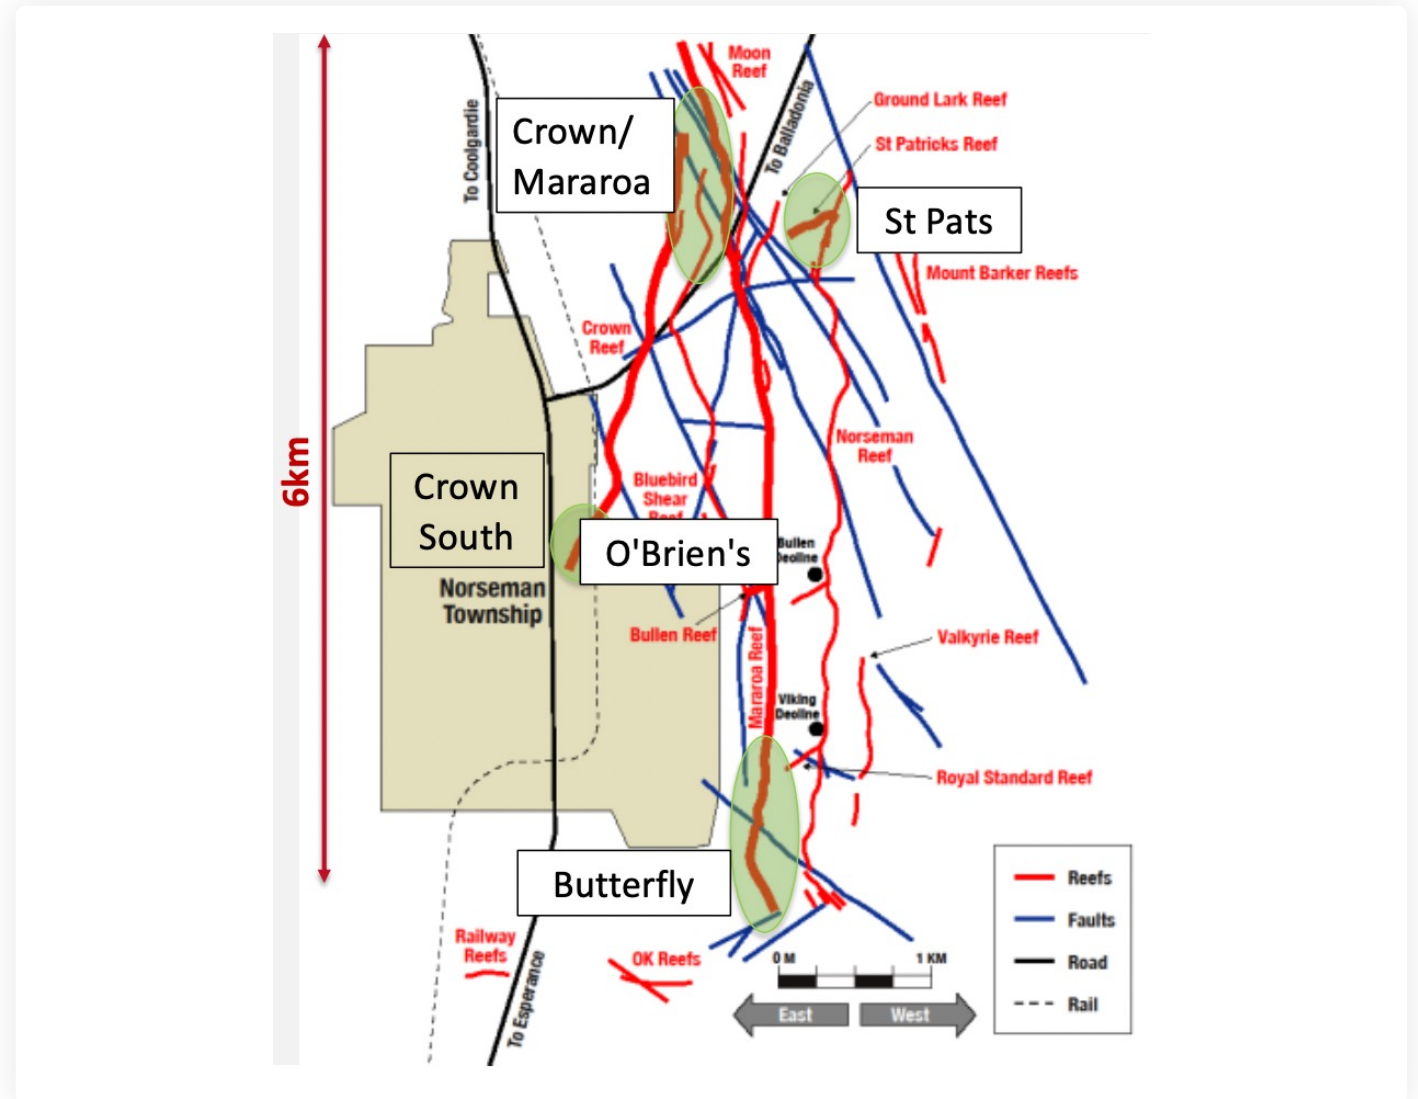 Moon
Reef
To Coolgardie
To Balladonia
Ground Lark Reef
Crown/
Mararoa
St Patricks Reef
St Pats
Mount Barker Reefs
Crown
Reef
6km
Norseman
Reef
Crown
South
Bluebird
Shear
Reef
O'Brien's
Bullen
Decline
Norseman
Township
Bullen Reef
Valkyrie Reef
Mararoa Reef
Viking
Decline
Royal Standard Reef
Butterfly
Reefs
Faults
Road
Rail
Railway
Reefs
OK Reefs
To Esperance
0 M 1 KM
East West